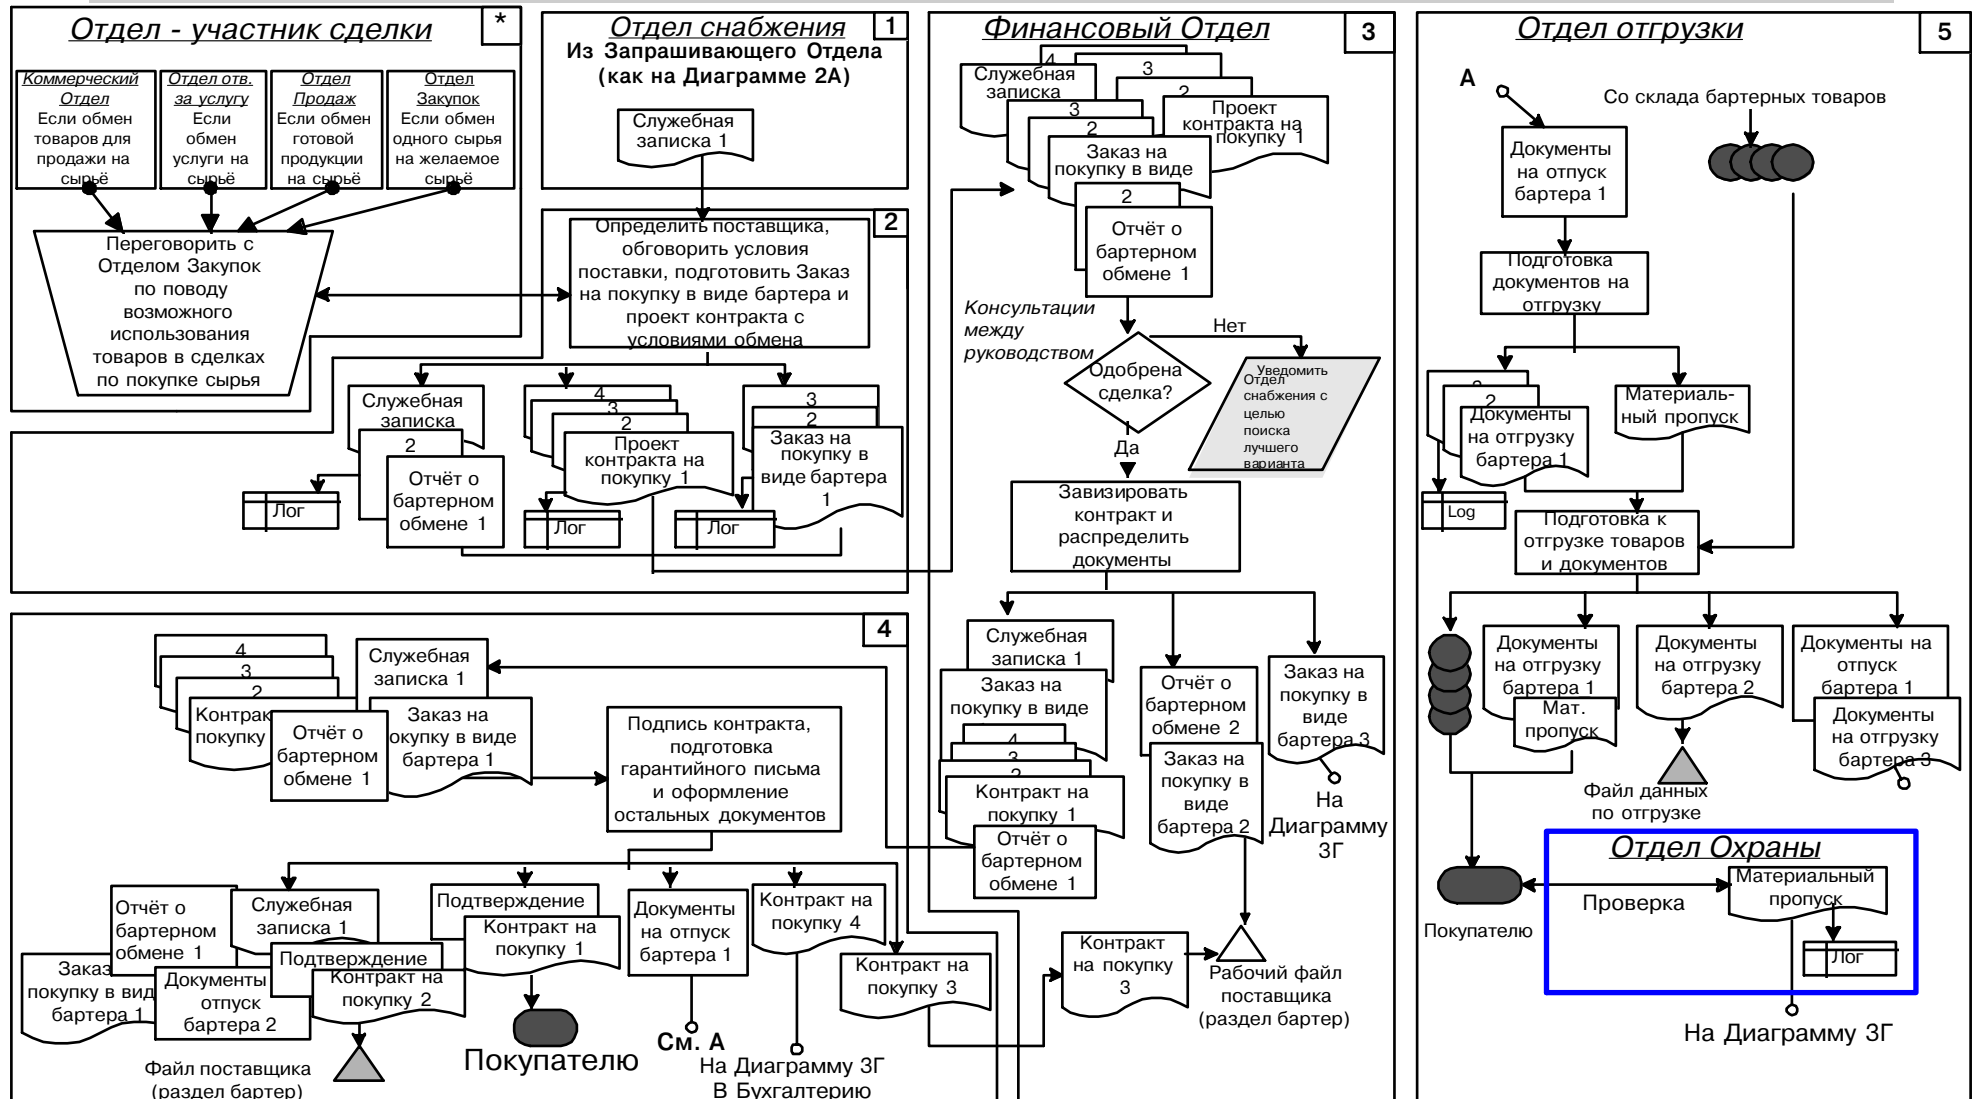 Отдел - участник сделки
*
Коммерческий
Отдел
Если обмен
товаров для
продажи на
сырьё
Отдел отв.
за услугу
Если
обмен
услуги на
сырьё
Отдел
Продаж
Если обмен
готовой
продукции
на сырьё
Отдел
Закупок
Если обмен
одного сырья
на желаемое
сырьё
Переговорить с
Отделом Закупок
по поводу
возможного
использования
товаров в сделках
по покупке сырья
Отдел снабжения
1
Из Запрашивающего Отдела
(как на Диаграмме 2А)
Служебная
записка 1
2
Определить поставщика,
обговорить условия
поставки, подготовить Заказ
на покупку в виде бартера и
проект контракта с
условиями обмена
Служебная
записка
2
Отчёт о
бартерном
обмене 1
Лог
4
3
2
Проект
контракта на
покупку 1
Лог
3
2
Заказ на
покупку в
виде бартера
1
Лог
Финансовый Отдел
3
4
Служебная
записка
3
2
Проект
контракта на
покупку 1
3
2
Заказ на
покупку в виде
2
Отчёт о
бартерном
обмене 1
Консультации
между
руководством
Одобрена
сделка?
Нет
Уведомить
Отдел
снабжения с
целью
поиска
лучшего
варианта
Да
Завизировать
контракт и
распределить
документы
Служебная
записка 1
Заказ на
покупку в виде
4
3
2
Контракт на
покупку 1
Отчёт о
бартерном
обмене 1
Отчёт о
бартерном
обмене 2
Заказ на
покупку в
виде
бартера 2
Заказ на
покупку в
виде
бартера 3
На
Диаграмму
3Г
Контракт
на покупку
3
Рабочий файл
поставщика
(раздел бартер)
4
4
3
2
Контрак
покупку
Служебная
записка 1
Отчёт о
бартерном
обмене 1
Заказ на
окупку в виде
бартера 1
Подпись контракта,
подготовка
гарантийного письма
и оформление
остальных документов
Отчёт о
бартерном
обмене 1
Заказ
покупку в вид
бартера 1
Служебная
записка 1
Документы
отпуск
бартера 2
Подтверждение
Контракт на
покупку 2
Файл поставщика
(раздел бартер)
Подтверждение
Контракт на
покупку 1
Покупателю
Документы
на отпуск
бартера 1
См. А
Контракт на
покупку 4
На Диаграмму 3Г
В Бухгалтерию
Контракт на
покупку 3
Отдел отгрузки
5
А
Со склада бартерных товаров
Документы
на отпуск
бартера 1
Подготовка
документов на
отгрузку
2
Документы
на отгрузку
бартера 1
Log
Материаль-
ный пропуск
Подготовка к
отгрузке товаров
и документов
Документы
на отгрузку
бартера 1
Мат.
пропуск
Документы
на отгрузку
бартера 2
Файл данных
по отгрузке
Документы на
отпуск
бартера 1
Документы
на отгрузку
бартера 3
Покупателю
Отдел Охраны
Проверка
Материальный
пропуск
Лог
На Диаграмму 3Г